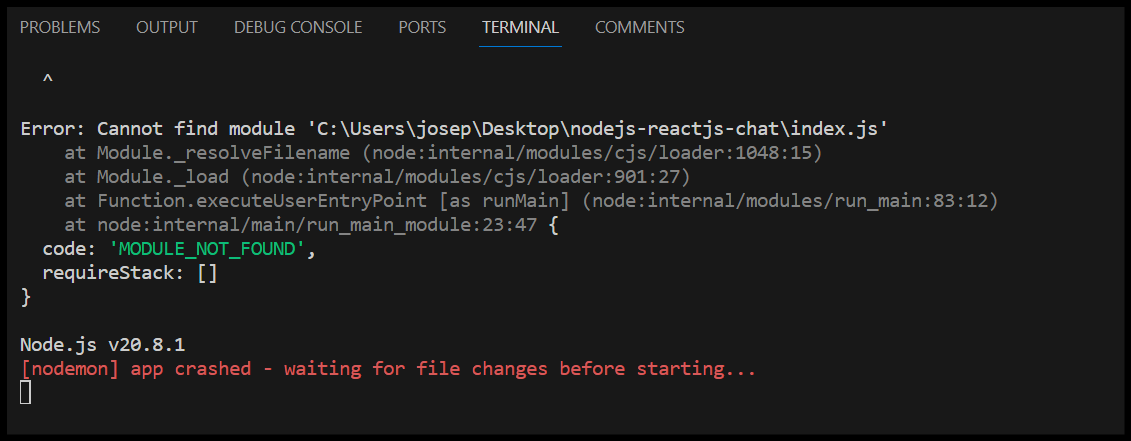 PROBLEMS OUTPUT DEBUG CONSOLE PORTS TERMINAL COMMENTS
^
Error: Cannot find module 'C:\Users\josep\Desktop\nodejs-reactjs-chat\index.js'
    at Module._resolveFilename (node:internal/modules/cjs/loader:1048:15)
    at Module._load (node:internal/modules/cjs/loader:901:27)
    at Function.executeUserEntryPoint [as runMain] (node:internal/modules/run_main:83:12)
    at node:internal/main/run_main_module:23:47 {
  code: 'MODULE_NOT_FOUND',
  requireStack: []
}
Node.js v20.8.1
[nodemon] app crashed - waiting for file changes before starting...